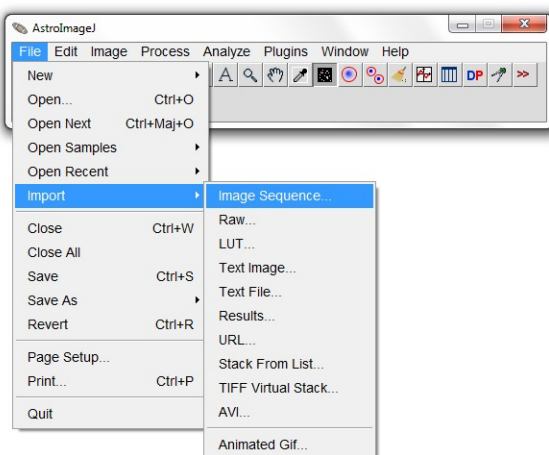 AstroImageJ
File Edit Image Process Analyze Plugins Window Help
A DP >>
New
Open... Ctrl+O
Open Next Ctrl+Maj+O
Open Samples
Open Recent
Import
Close Ctrl+W
Close All
Save Ctrl+S
Save As
Revert Ctrl+R
Page Setup...
Print... Ctrl+P
Quit
Image Sequence...
Raw...
LUT...
Text Image...
Text File...
Results...
URL...
Stack From List...
TIFF Virtual Stack...
AVI...
Animated Gif...